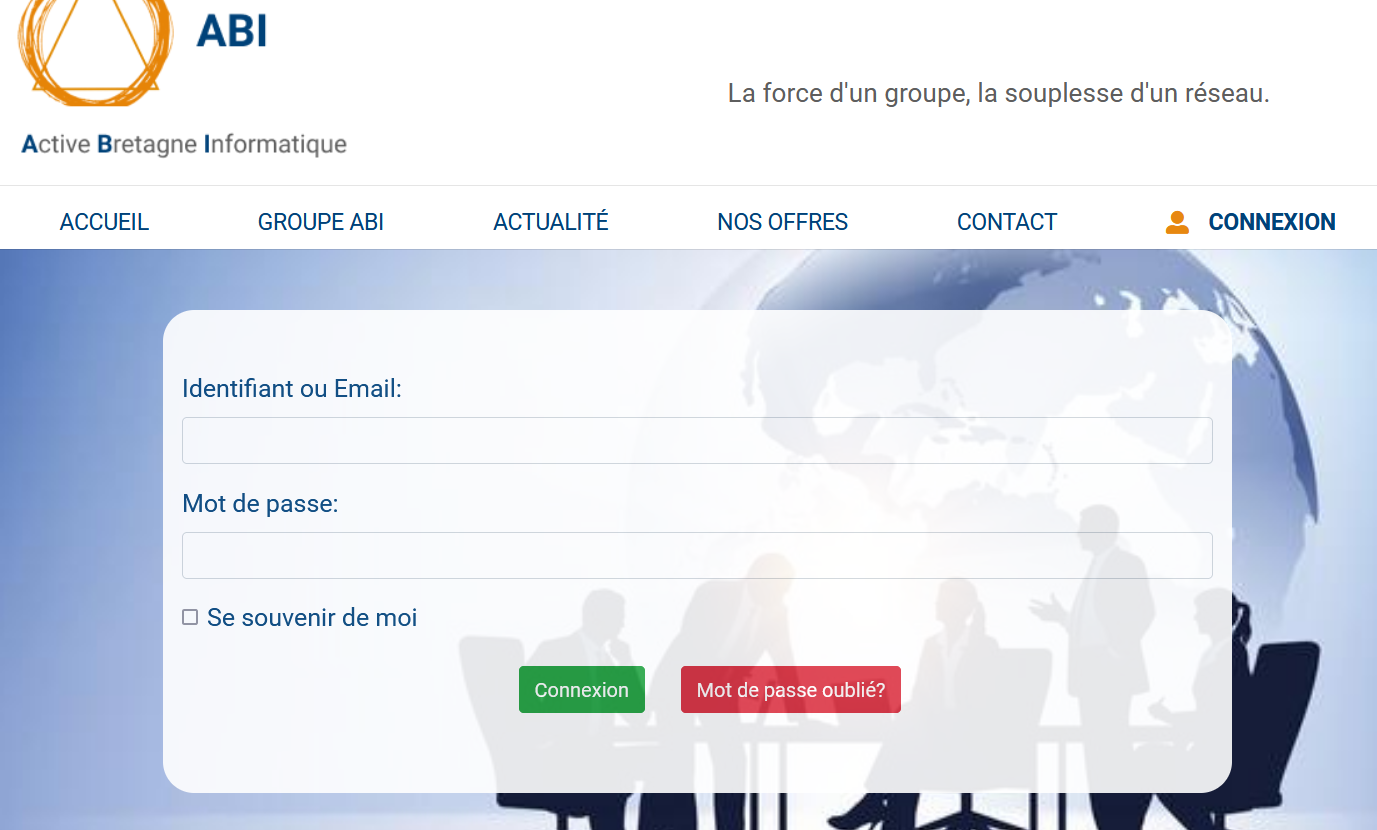 ABI
La force d'un groupe, la souplesse d'un réseau.
Active Bretagne Informatique
ACCUEIL GROUPE ABI ACTUALITÉ NOS OFFRES CONTACT CONNEXION
Identifiant ou Email:
Mot de passe:
Se souvenir de moi
Connexion Mot de passe oublié?